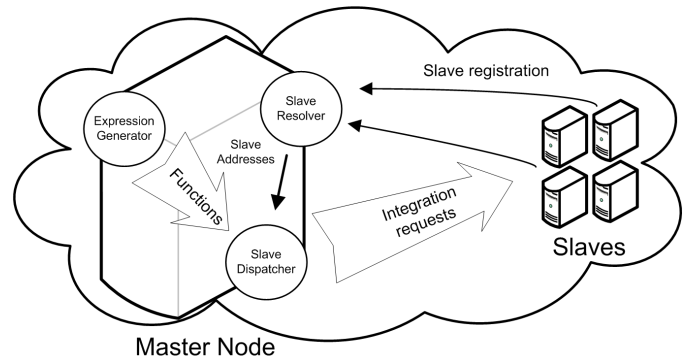 Slave registration
Expression
Generator
Slave
Resolver
Slave
Addresses
Functions
Integration
requests
Slave
Dispatcher
Slaves
Master Node